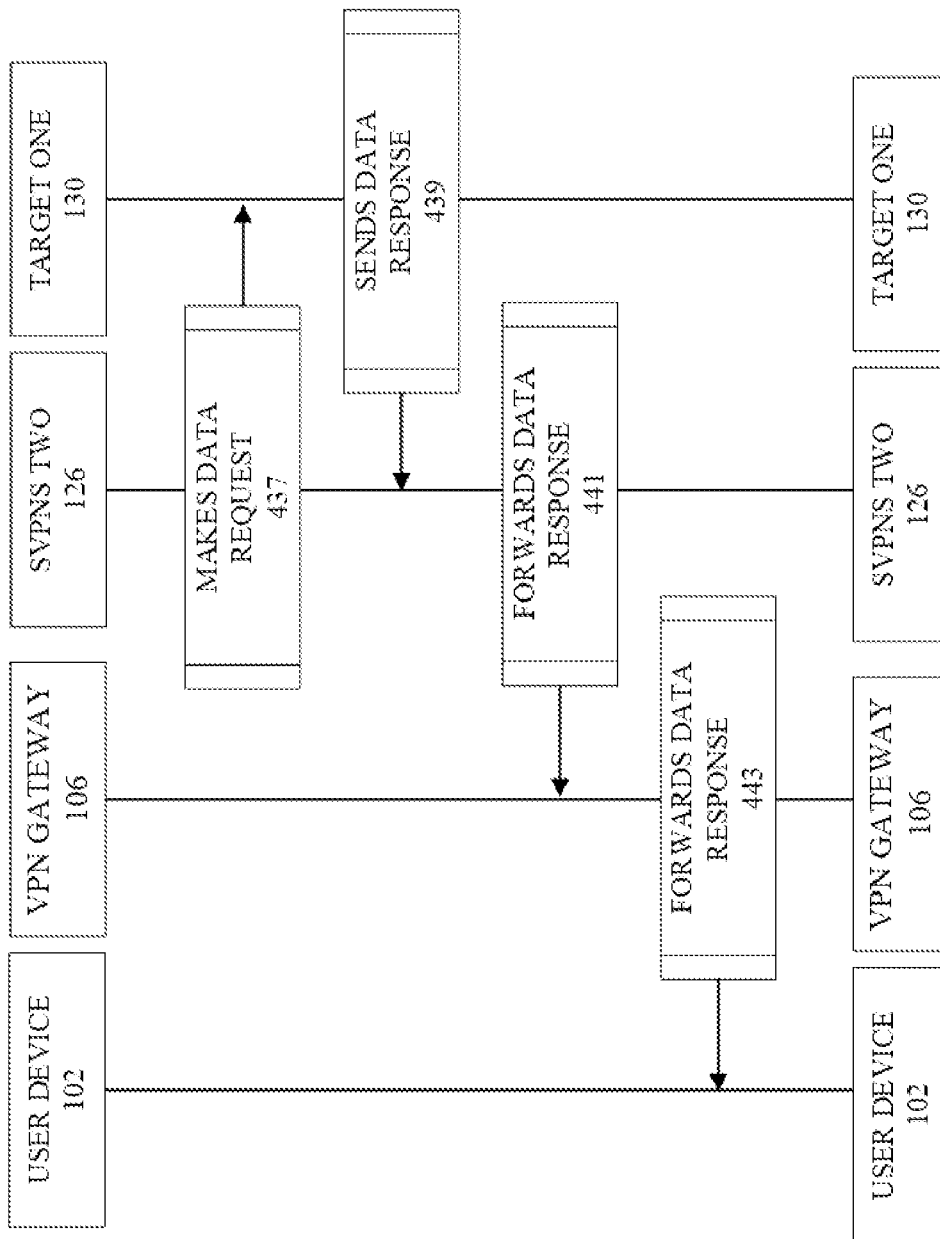 USER DEVICE
102
VPN GATEWAY
106
SVPNS TWO
126
TARGET ONE
130
MAKES DATA
REQUEST
437
SENDS DATA
RESPONSE
439
FORWARDS DATA
RESPONSE
441
FORWARDS DATA
RESPONSE
443
USER DEVICE
102
VPN GATEWAY
106
SVPNS TWO
126
TARGET ONE
130